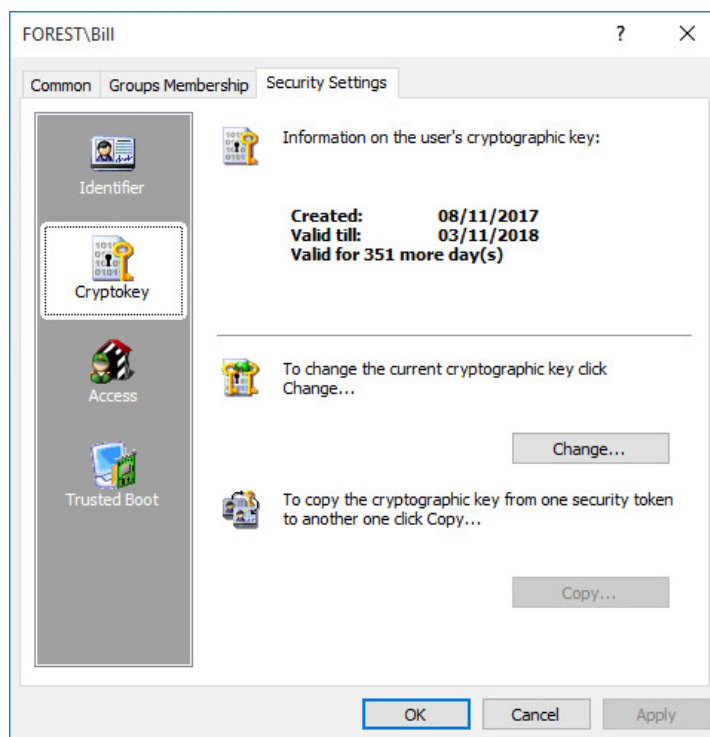 FOREST\Bill
?
Common
Groups Membership
Security Settings
Identifier
Cryptokey
Access
Trusted Boot
Information on the user's cryptographic key:
Created: 08/11/2017
Valid till: 03/11/2018
Valid for 351 more day(s)
To change the current cryptographic key click
Change...
Change...
To copy the cryptographic key from one security token
to another one click Copy...
Copy...
OK
Cancel
Apply